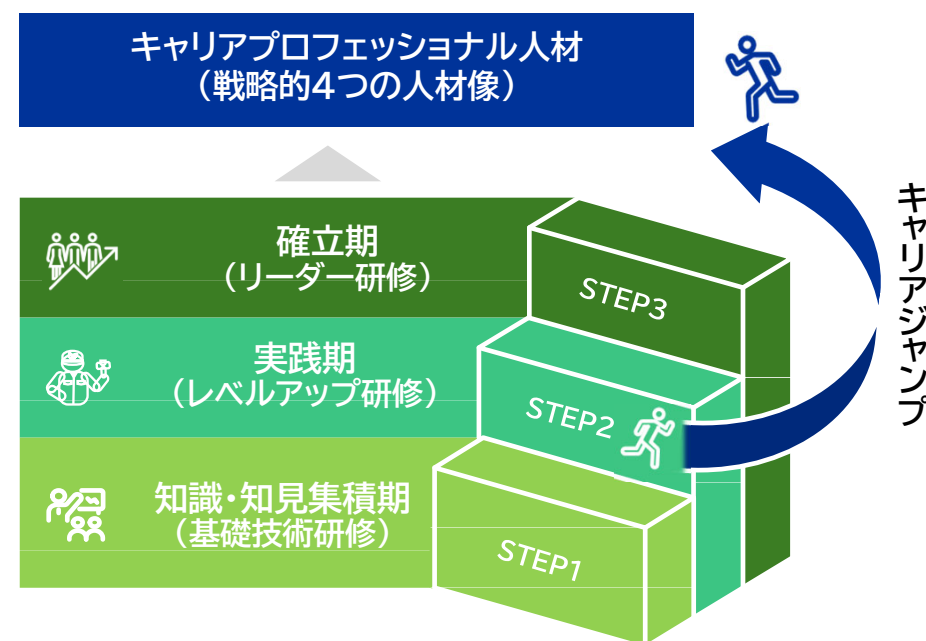 キャリアプロフェッショナル人材
（戦略的4つの人材像）
確立期
（リーダー研修）
STEP3
実践期
（レベルアップ研修）
STEP2
知識・知見集積期
（基礎技術研修）
STEP1
キャリアジャンプ